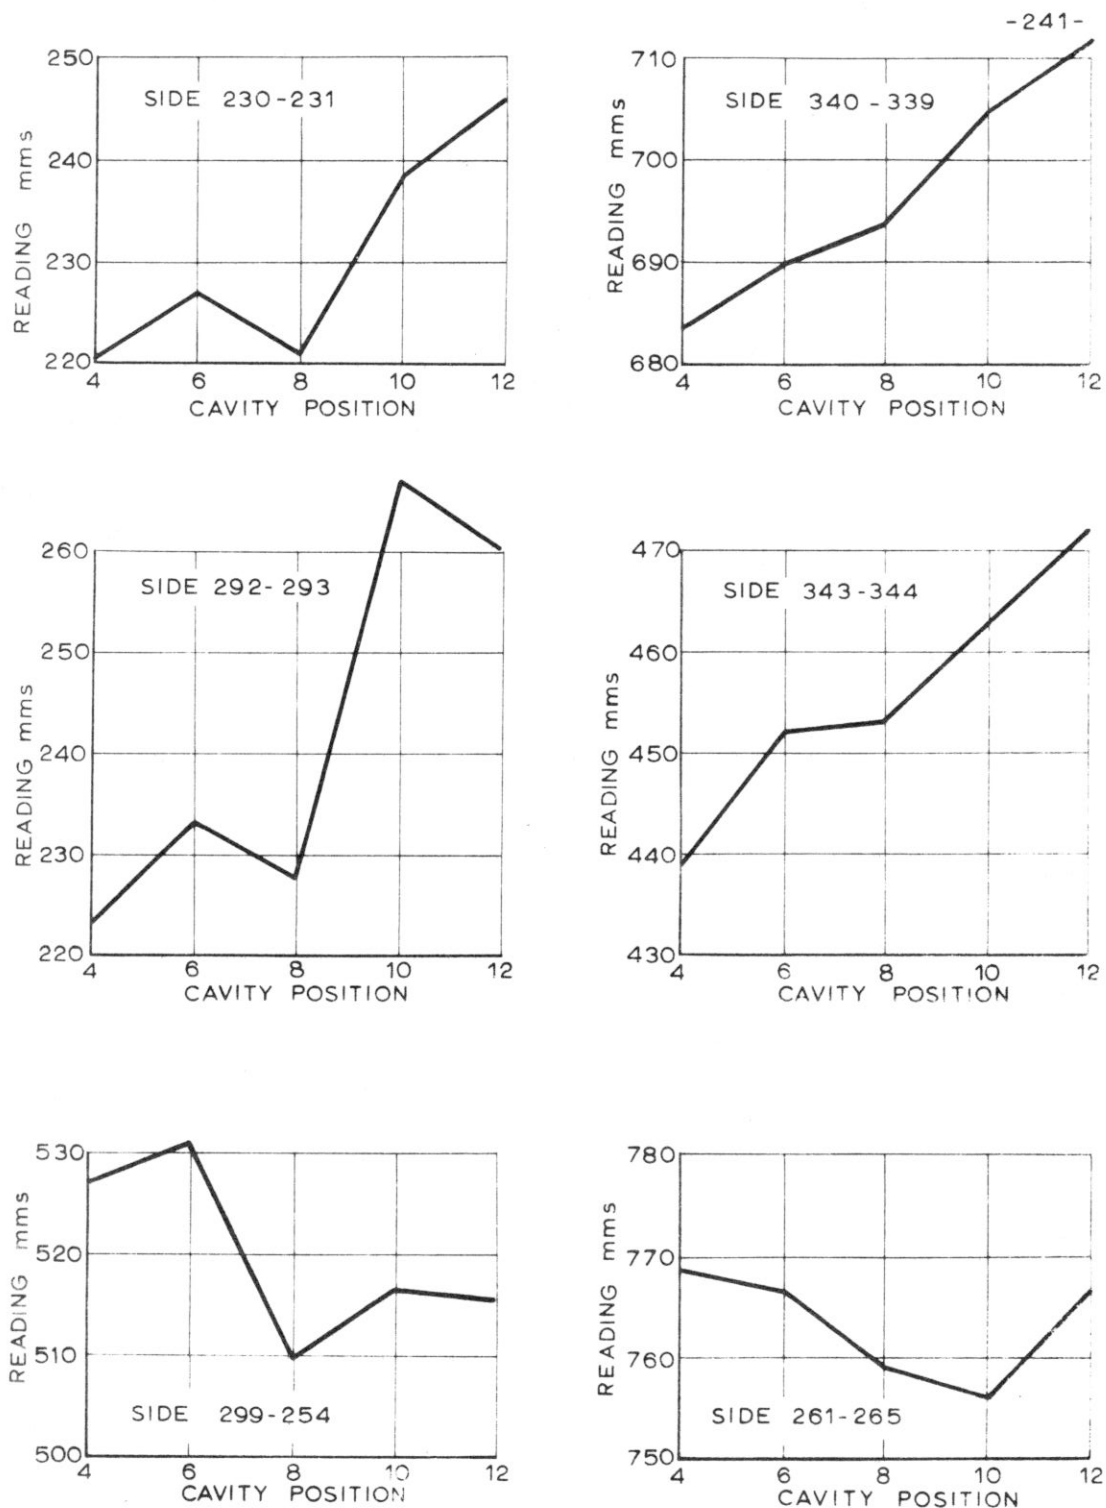 -241-
250
SIDE 230-231
240
230
220
READING mms
4 6 8 10 12
CAVITY POSITION
710
SIDE 340-339
700
690
680
READING mms
4 6 8 10 12
CAVITY POSITION
260
SIDE 292-293
250
240
230
220
READING mms
4 6 8 10 12
CAVITY POSITION
470
SIDE 343-344
460
450
440
430
READING mms
4 6 8 10 12
CAVITY POSITION
530
520
510
SIDE 299-254
500
READING mms
4 6 8 10 12
CAVITY POSITION
780
770
760
SIDE 261-265
750
READING mms
4 6 8 10 12
CAVITY POSITION